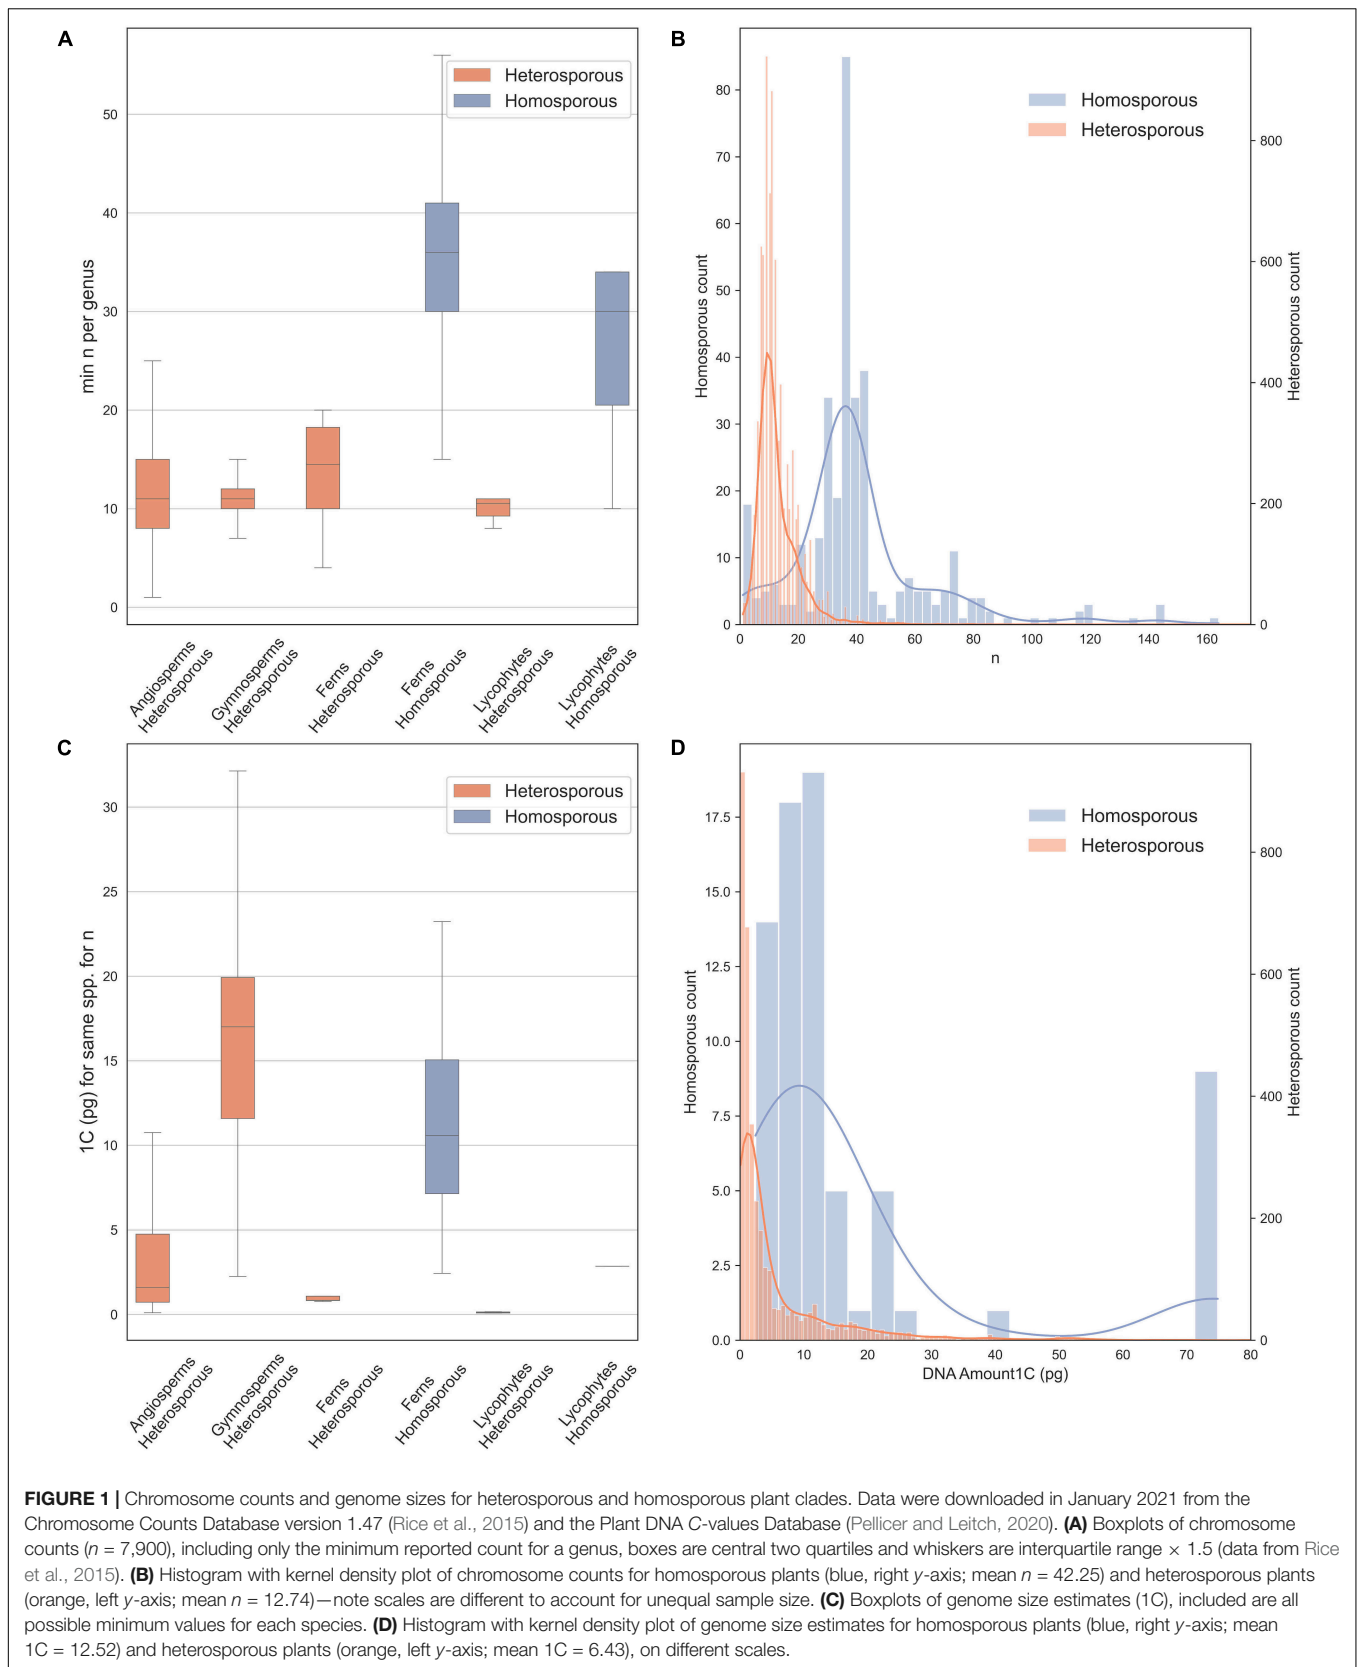 A
Heterosporous
Homosporous
50
40
30
20
10
0
min n per genus
Angiosperms
Heterosporous
Gymnosperms
Heterosporous
Ferns
Heterosporous
Ferns
Homosporous
Lycophytes
Heterosporous
Lycophytes
Homosporous
B
Homosporous
Heterosporous
80
70
60
50
40
30
20
10
0
Homosporous count
800
600
400
200
0
Heterosporous count
0 20 40 60 80 100 120 140 160
n
C
Heterosporous
Homosporous
30
25
20
15
10
5
0
1C (pg) for same spp. for n
Angiosperms
Heterosporous
Gymnosperms
Heterosporous
Ferns
Heterosporous
Ferns
Homosporous
Lycophytes
Heterosporous
Lycophytes
Homosporous
D
Homosporous
Heterosporous
17.5
15.0
12.5
10.0
7.5
5.0
2.5
0.0
Homosporous count
800
600
400
200
0
Heterosporous count
0 10 20 30 40 50 60 70 80
DNA Amount1C (pg)
FIGURE 1 | Chromosome counts and genome sizes for heterosporous and homosporous plant clades. Data were downloaded in January 2021 from the
Chromosome Counts Database version 1.47 (Rice et al., 2015) and the Plant DNA C-values Database (Pellicer and Leitch, 2020). (A) Boxplots of chromosome
counts (n = 7,900), including only the minimum reported count for a genus, boxes are central two quartiles and whiskers are interquartile range × 1.5 (data from Rice
et al., 2015). (B) Histogram with kernel density plot of chromosome counts for homosporous plants (blue, right y-axis; mean n = 42.25) and heterosporous plants
(orange, left y-axis; mean n = 12.74)—note scales are different to account for unequal sample size. (C) Boxplots of genome size estimates (1C), included are all
possible minimum values for each species. (D) Histogram with kernel density plot of genome size estimates for homosporous plants (blue, right y-axis; mean
1C = 12.52) and heterosporous plants (orange, left y-axis; mean 1C = 6.43), on different scales.